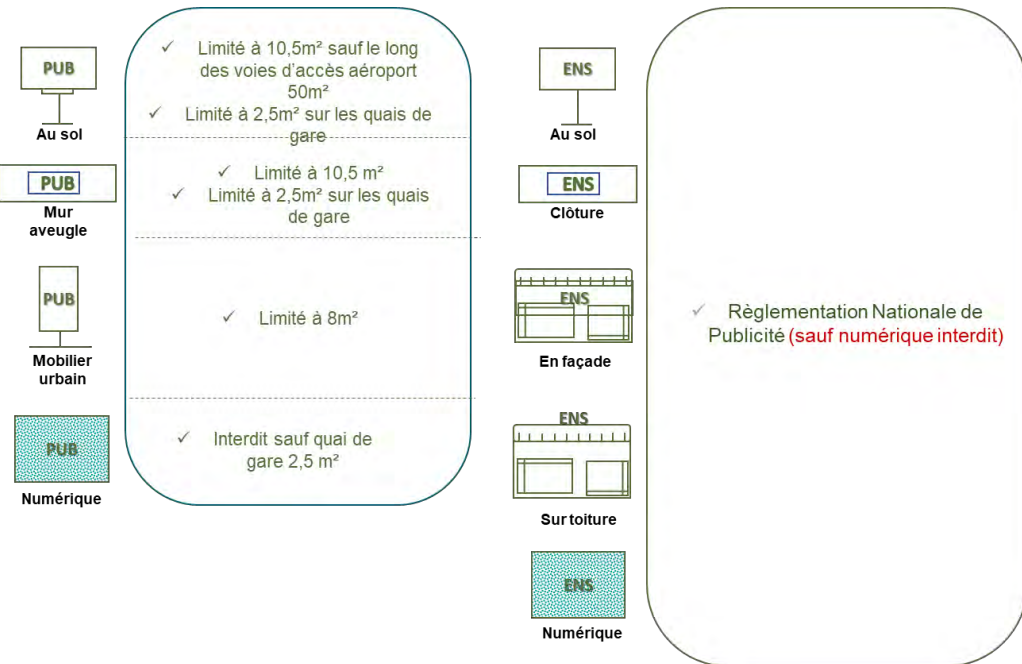 PUB
Au sol
✓ Limité à 10,5m² sauf le long
des voies d’accès aéroport
50m²
✓ Limité à 2,5m² sur les quais de
gare
PUB
Mur
aveugle
✓ Limité à 10,5 m²
✓ Limité à 2,5m² sur les quais
de gare
PUB
Mobilier
urbain
✓ Limité à 8m²
PUB
Numérique
✓ Interdit sauf quai de
gare 2,5 m²
ENS
Au sol
ENS
Clôture
ENS
En façade
ENS
Sur toiture
ENS
Numérique
✓ Règlementation Nationale de
Publicité (sauf numérique interdit)